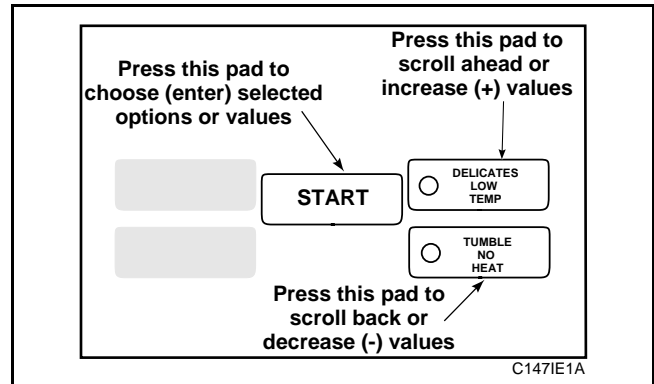 Press this pad to
choose (enter) selected
options or values
Press this pad to
scroll ahead or
increase (+) values
START
DELICATES
LOW
TEMP
TUMBLE
NO
HEAT
Press this pad to
scroll back or
decrease (-) values
C147IE1A